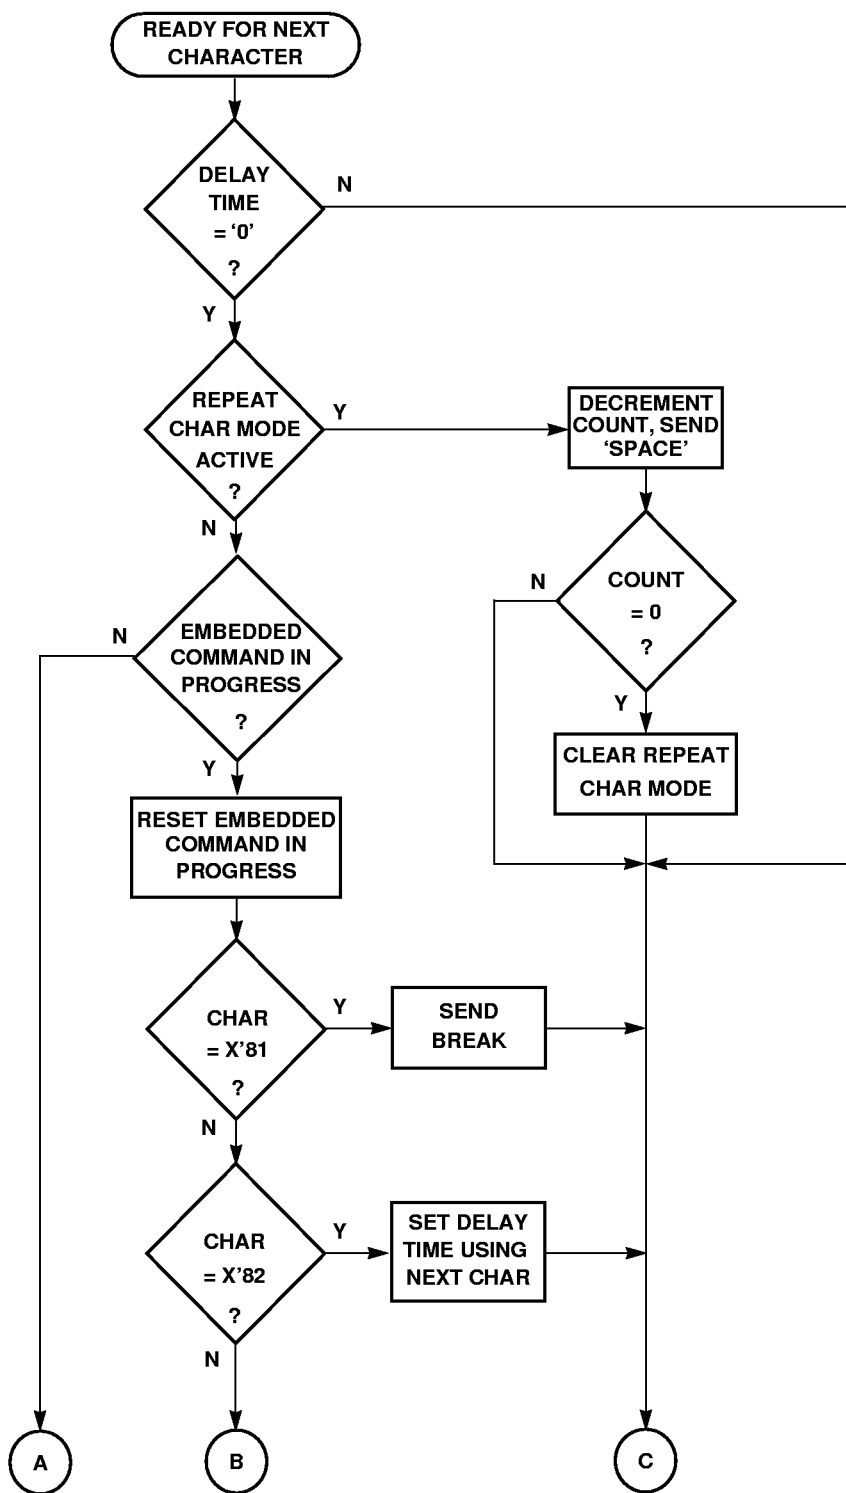 READY FOR NEXT
CHARACTER
DELAY
TIME
= ‘0’
?
N
Y
REPEAT
CHAR MODE
ACTIVE
?
Y
N
DECREMENT
COUNT, SEND
‘SPACE’
COUNT
= 0
?
N
Y
CLEAR REPEAT
CHAR MODE
EMBEDDED
COMMAND IN
PROGRESS
?
N
Y
RESET EMBEDDED
COMMAND IN
PROGRESS
CHAR
= X’81
?
Y
N
SEND
BREAK
CHAR
= X’82
?
Y
N
SET DELAY
TIME USING
NEXT CHAR
A
B
C